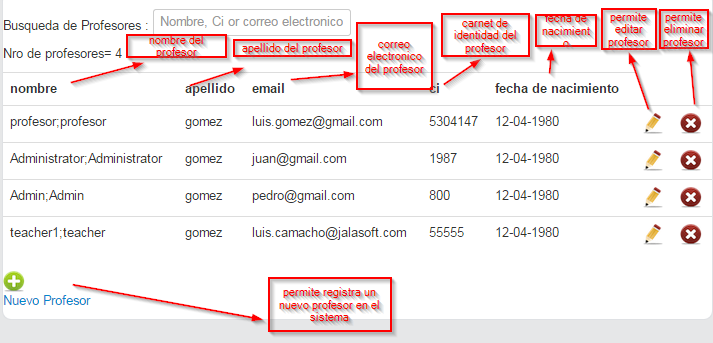 Busqueda de Profesores : Nombre, Ci or correo electronico
Nro de profesores= 4
nombre del
profesor
apellido del profesor
correo
electronico
del profesor
carnet de
identidad del
profesor
fecha de
nacimient
o
permite
editar
profesor
permite
eliminar
profesor
nombre apellido email ci fecha de nacimiento
profesor;profesor gomez luis.gomez@gmail.com 5304147 12-04-1980
Administrator;Administrator gomez juan@gmail.com 1987 12-04-1980
Admin;Admin gomez pedro@gmail.com 800 12-04-1980
teacher1;teacher gomez luis.camacho@jalasoft.com 55555 12-04-1980
Nuevo Profesor
permite registra un
nuevo profesor en el
sistema